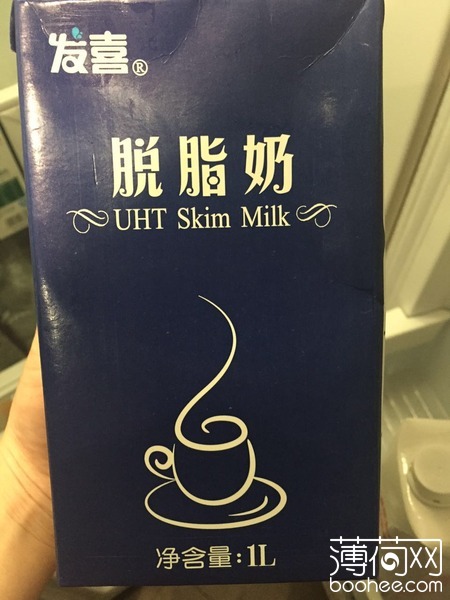 发喜®
脱脂奶
UHT Skim Milk
净含量:1L
薄荷网
boohee.com